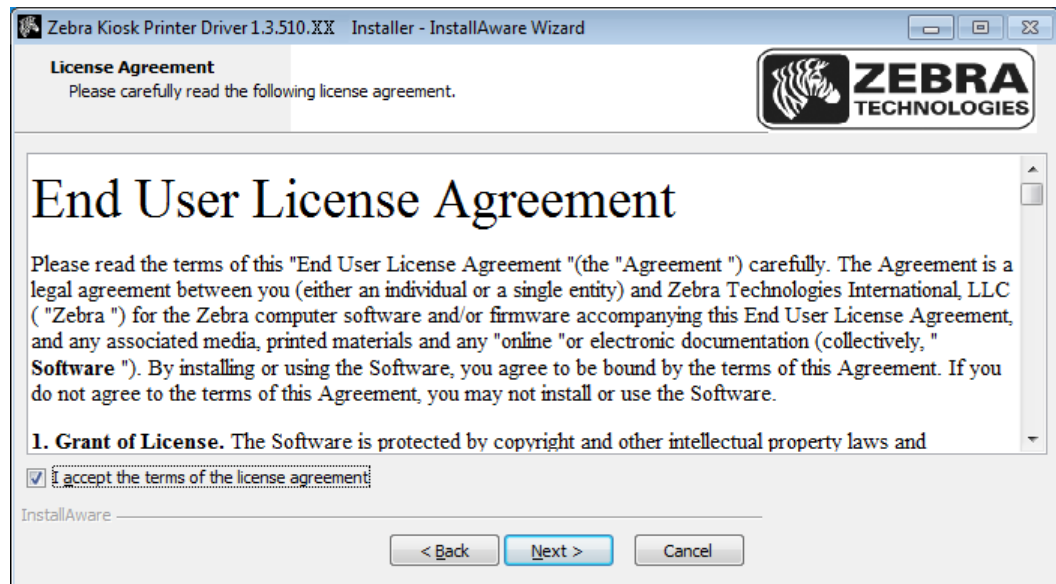 Zebra Kiosk Printer Driver 1.3.510.XX Installer - InstallAware Wizard
License Agreement
Please carefully read the following license agreement.
ZEBRA
TECHNOLOGIES
End User License Agreement
Please read the terms of this "End User License Agreement "(the "Agreement ") carefully. The Agreement is a
legal agreement between you (either an individual or a single entity) and Zebra Technologies International, LLC
( "Zebra ") for the Zebra computer software and/or firmware accompanying this End User License Agreement,
and any associated media, printed materials and any "online "or electronic documentation (collectively, "
Software "). By installing or using the Software, you agree to be bound by the terms of this Agreement. If you
do not agree to the terms of this Agreement, you may not install or use the Software.
1. Grant of License. The Software is protected by copyright and other intellectual property laws and
I accept the terms of the license agreement
InstallAware
< Back
Next >
Cancel